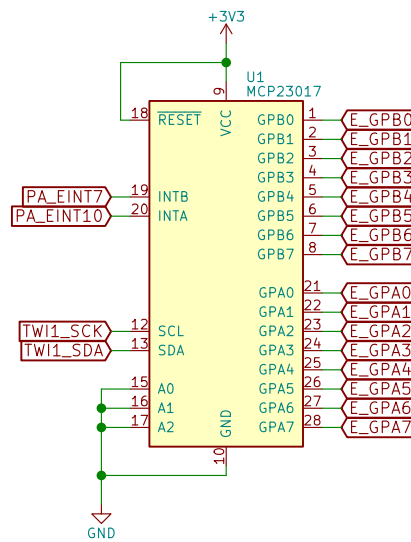 +3V3
U1
MCP23017
9
VCC
18 RESET GPB0 1 E_GPB0
GPB1 2 E_GPB1
GPB2 3 E_GPB2
GPB3 4 E_GPB3
PA_EINT7 19 INTB GPB4 5 E_GPB4
PA_EINT10 20 INTA GPB5 6 E_GPB5
GPB6 7 E_GPB6
GPB7 8 E_GPB7
GPA0 21 E_GPA0
GPA1 22 E_GPA1
TWI1_SCK 12 SCL GPA2 23 E_GPA2
TWI1_SDA 13 SDA GPA3 24 E_GPA3
GPA4 25 E_GPA4
15 A0 GPA5 26 E_GPA5
16 A1 GPA6 27 E_GPA6
17 A2 GPA7 28 E_GPA7
GND
10
GND